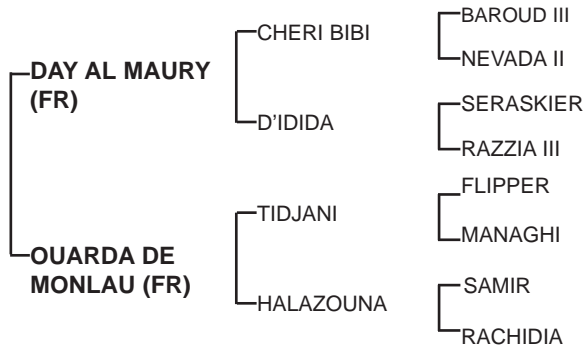 DAY AL MAURY
(FR)
OUARDA DE
MONLAU (FR)
CHERI BIBI
D'IDIDA
TIDJANI
HALAZOUNA
BAROUD III
NEVADA II
SERASKIER
RAZZIA III
FLIPPER
MANAGHI
SAMIR
RACHIDIA